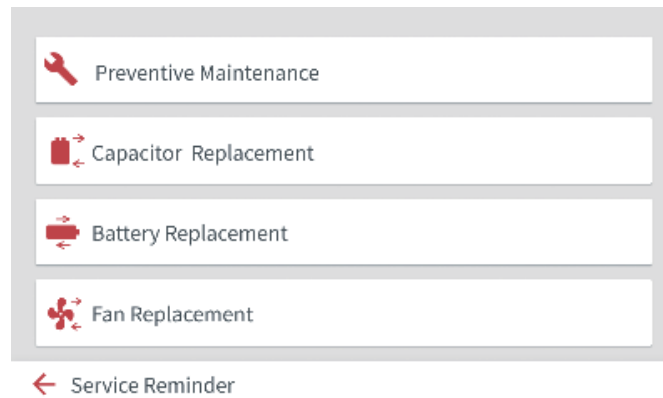 Preventive Maintenance
Capacitor Replacement
Battery Replacement
Fan Replacement
Service Reminder